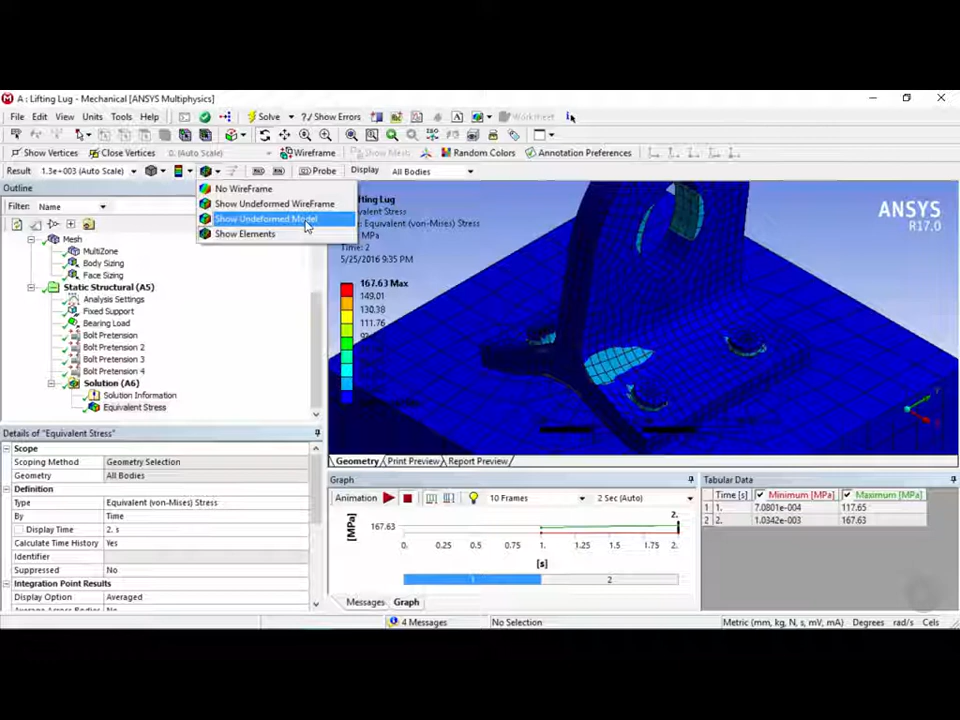 A : Lifting Lug - Mechanical [ANSYS Multiphysics]
File Edit View Units Tools Help Solve ?/ Show Errors Worksheet
Show Vertices Close Vertices 0. (Auto Scale) Wireframe Show Mesh Random Colors Annotation Preferences
Result 1.3e+003 (Auto Scale) Probe Display All Bodies
Outline
Filter: Name
No WireFrame
Show Undeformed WireFrame
Show Undeformed Model
Show Elements
Mesh
MultiZone
Body Sizing
Face Sizing
Static Structural (A5)
Analysis Settings
Fixed Support
Bearing Load
Bolt Pretension
Bolt Pretension 2
Bolt Pretension 3
Bolt Pretension 4
Solution (A6)
Solution Information
Equivalent Stress
Lifting Lug
Time: 2
5/25/2016 9:35 PM
167.63 Max
149.01
130.38
111.76
ANSYS
R17.0
Details of "Equivalent Stress"
Scope
Scoping Method Geometry Selection
Geometry All Bodies
Definition
Type Equivalent (von-Mises) Stress
By Time
Display Time 2. s
Calculate Time History Yes
Identifier
Suppressed No
Integration Point Results
Display Option Averaged
Geometry Print Preview Report Preview
Graph
Animation 10 Frames 2 Sec (Auto)
[MPa]
167.63
2.
0. 0.25 0.5 0.75 1. 1.25 1.5 1.75 2.
[s]
1 2
Messages Graph
Tabular Data
Time [s] Minimum [MPa] Maximum [MPa]
1 1. 7.0801e-004 117.65
2 2. 1.0342e-003 167.63
4 Messages No Selection Metric (mm, kg, N, s, mV, mA) Degrees rad/s Cels